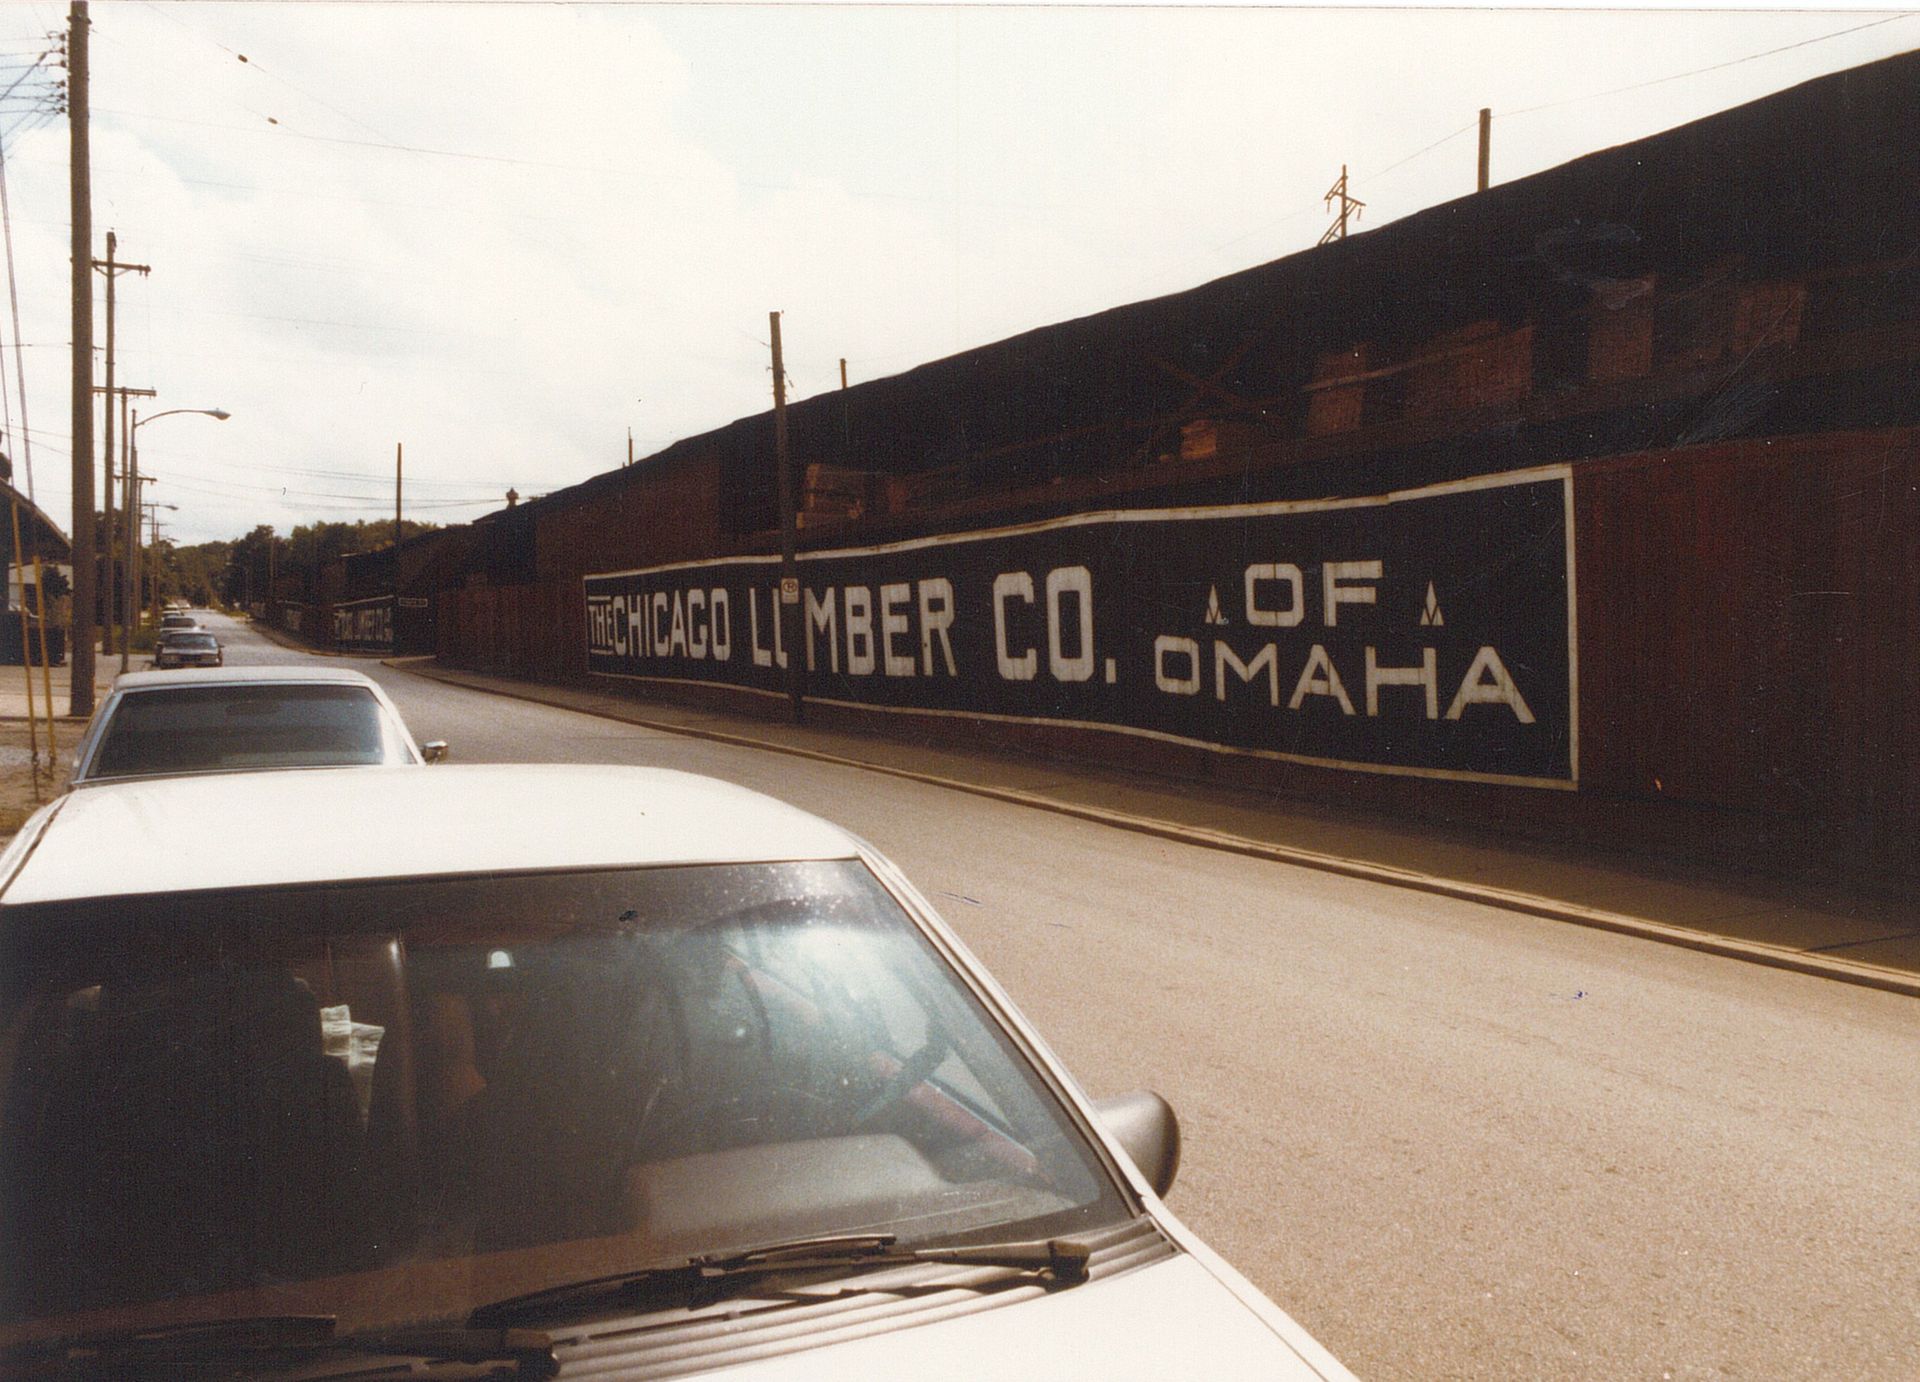 THE CHICAGO LUMBER CO.
OF
OMAHA